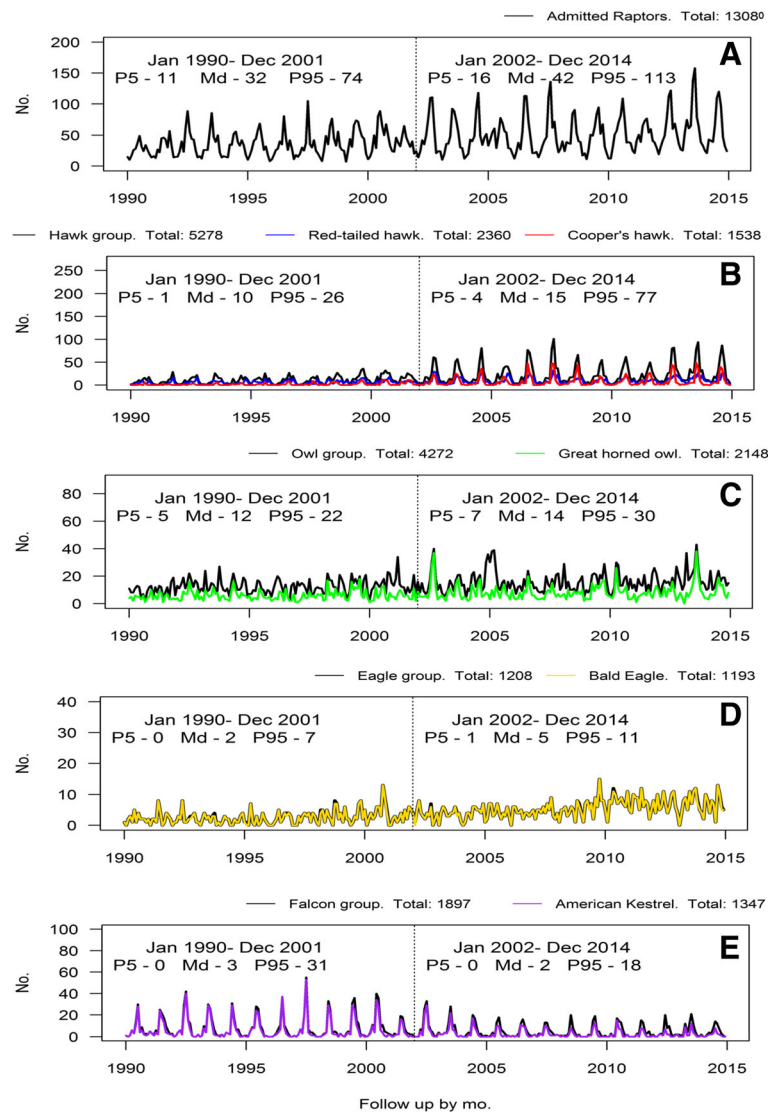 Admitted Raptors. Total: 13080
A
No.
200
150
100
50
0
Jan 1990- Dec 2001
P5 - 11 Md - 32 P95 - 74
Jan 2002- Dec 2014
P5 - 16 Md - 42 P95 - 113
1990 1995 2000 2005 2010 2015
Hawk group. Total: 5278 Red-tailed hawk. Total: 2360 Cooper's hawk. Total: 1538
B
No.
250
200
150
100
50
0
Jan 1990- Dec 2001
P5 - 1 Md - 10 P95 - 26
Jan 2002- Dec 2014
P5 - 4 Md - 15 P95 - 77
1990 1995 2000 2005 2010 2015
Owl group. Total: 4272 Great horned owl. Total: 2148
C
No.
80
60
40
20
0
Jan 1990- Dec 2001
P5 - 5 Md - 12 P95 - 22
Jan 2002- Dec 2014
P5 - 7 Md - 14 P95 - 30
1990 1995 2000 2005 2010 2015
Eagle group. Total: 1208 Bald Eagle. Total: 1193
D
No.
40
30
20
10
0
Jan 1990- Dec 2001
P5 - 0 Md - 2 P95 - 7
Jan 2002- Dec 2014
P5 - 1 Md - 5 P95 - 11
1990 1995 2000 2005 2010 2015
Falcon group. Total: 1897 American Kestrel. Total: 1347
E
No.
100
80
60
40
20
0
Jan 1990- Dec 2001
P5 - 0 Md - 3 P95 - 31
Jan 2002- Dec 2014
P5 - 0 Md - 2 P95 - 18
1990 1995 2000 2005 2010 2015
Follow up by mo.